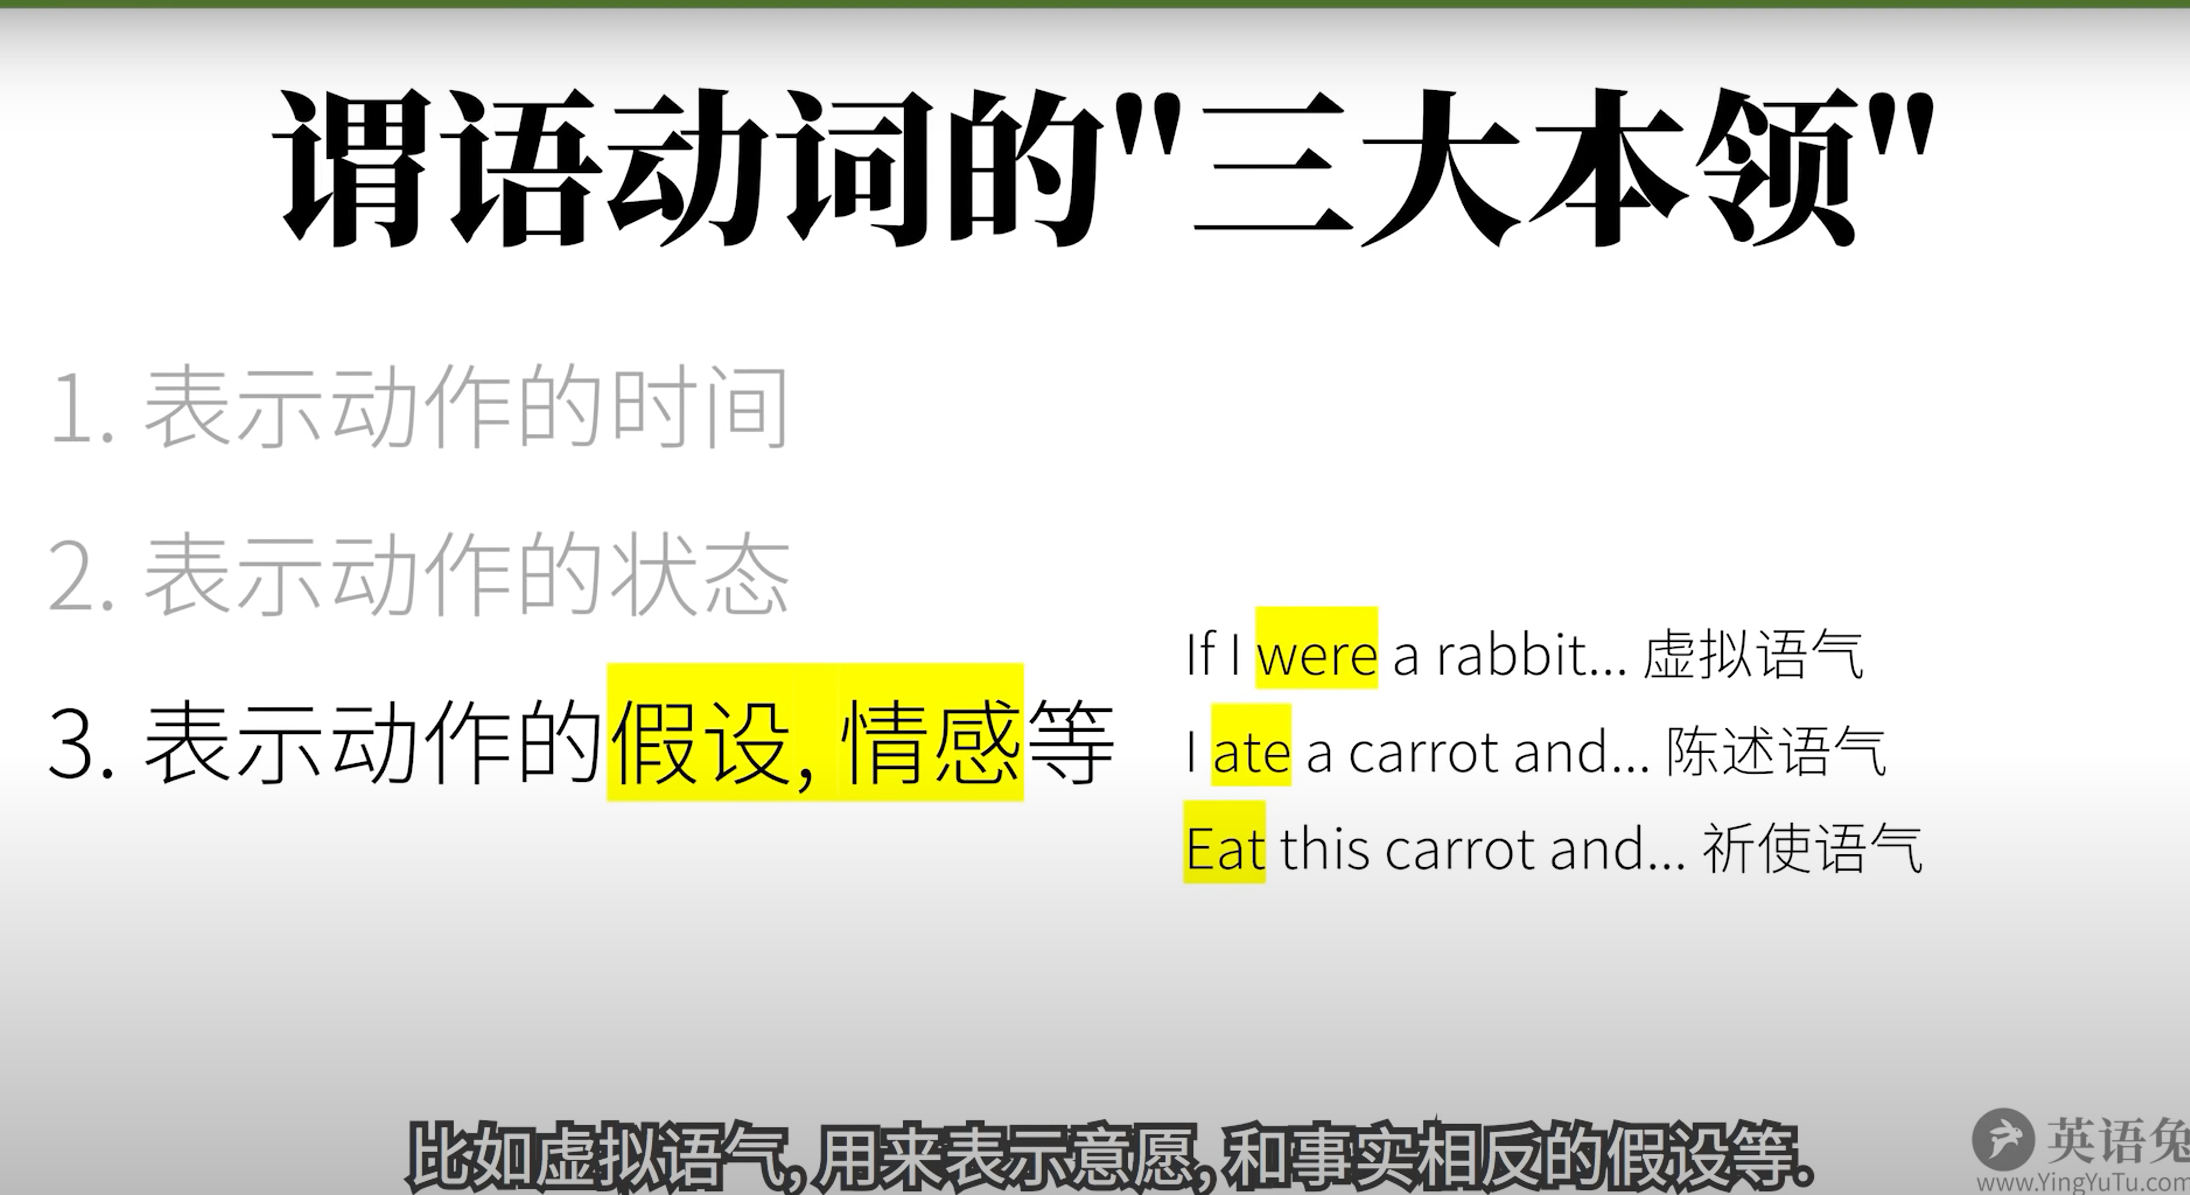 谓语动词的"三大本领"
1. 表示动作的时间
2. 表示动作的状态
3. 表示动作的假设, 情感等
If I were a rabbit... 虚拟语气
I ate a carrot and... 陈述语气
Eat this carrot and... 祈使语气
比如虚拟语气, 用来表示意愿, 和事实相反的假设等.
英语兔
www.YingYuTu.com